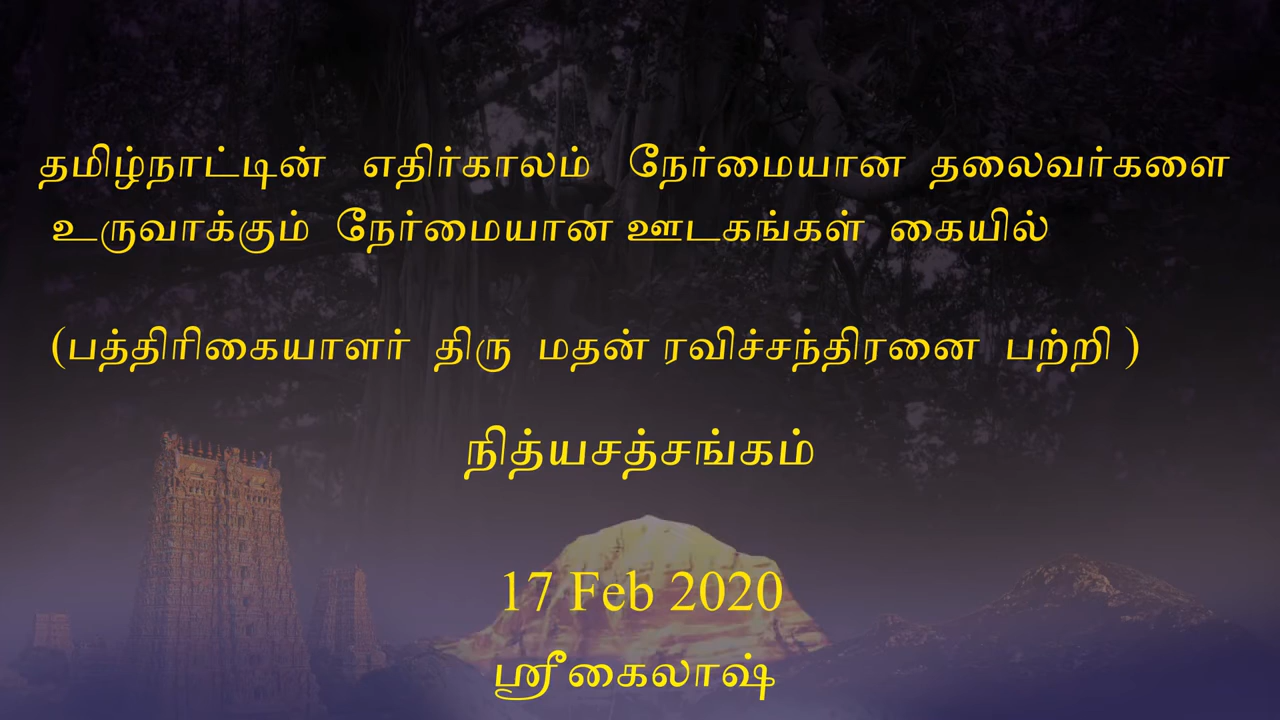 தமிழ்நாட்டின் எதிர்காலம் நேர்மையான தலைவர்களை
உருவாக்கும் நேர்மையான ஊடகங்கள் கையில்
(பத்திரிகையாளர் திரு மதன் ரவிச்சந்திரனை பற்றி )
நித்யசத்சங்கம்
17 Feb 2020
ஸ்ரீகைலாஷ்